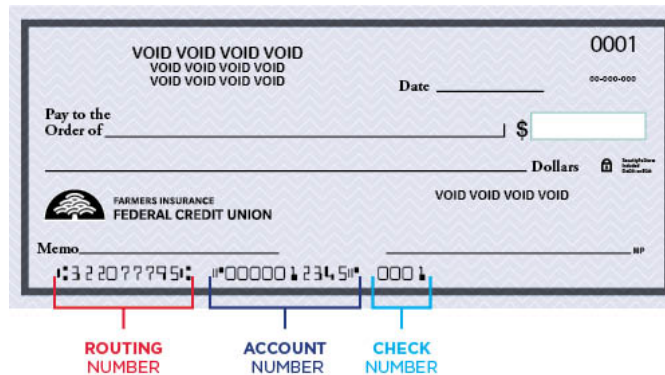 VOID VOID VOID VOID
VOID VOID VOID VOID
VOID VOID VOID VOID
0001
00-000-000
Date
Pay to the
Order of
$
Dollars
FARMERS INSURANCE
FEDERAL CREDIT UNION
VOID VOID VOID VOID
Memo
MP
⑆322077795⑆ ⑈0000012345⑈ 0001
ROUTING ACCOUNT CHECK
NUMBER NUMBER NUMBER